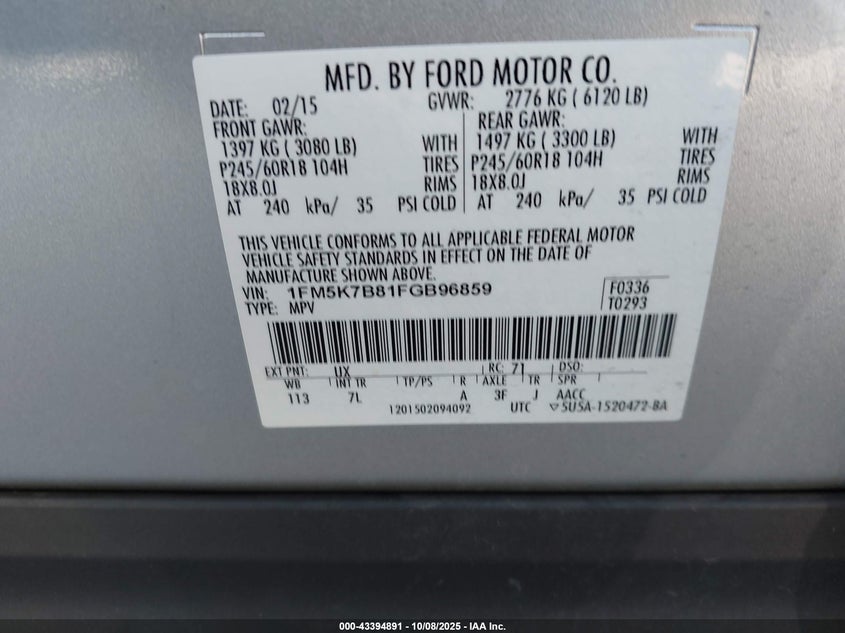 MFD. BY FORD MOTOR CO.
DATE: 02/15 GVWR: 2776 KG ( 6120 LB)
FRONT GAWR: REAR GAWR:
1397 KG ( 3080 LB) WITH 1497 KG ( 3300 LB) WITH
P245/60R18 104H TIRES P245/60R18 104H TIRES
18X8.0J RIMS 18X8.0J RIMS
AT 240 kPa/ 35 PSI COLD AT 240 kPa/ 35 PSI COLD
THIS VEHICLE CONFORMS TO ALL APPLICABLE FEDERAL MOTOR
VEHICLE SAFETY STANDARDS IN EFFECT ON THE DATE OF
MANUFACTURE SHOWN ABOVE.
VIN: 1FM5K7B81FGB96859 F0336
TYPE: MPV T0293
EXT PNT: UX RC: 71 DSO:
WB INT TR TP/PS R AXLE TR SPR
113 7L A 3F J AACC
1201502094092 UTC ▽5U5A-1520472-BA
000-43394891 | 10/08/2025 - IAA Inc.